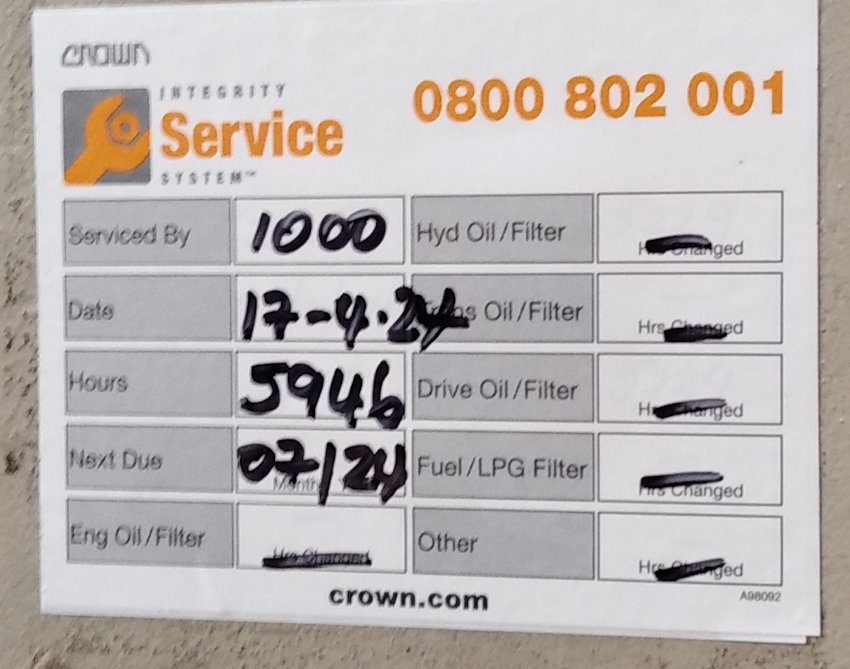 crown
INTEGRITY
Service
SYSTEM™
0800 802 001
Serviced By 1000 Hyd Oil/Filter Hrs Changed
Date 17-4.24 Trans Oil/Filter Hrs Changed
Hours 5946 Drive Oil/Filter Hrs Changed
Next Due 07/24 Month Fuel/LPG Filter Hrs Changed
Eng Oil/Filter Hrs Changed Other Hrs Changed
crown.com
A98092